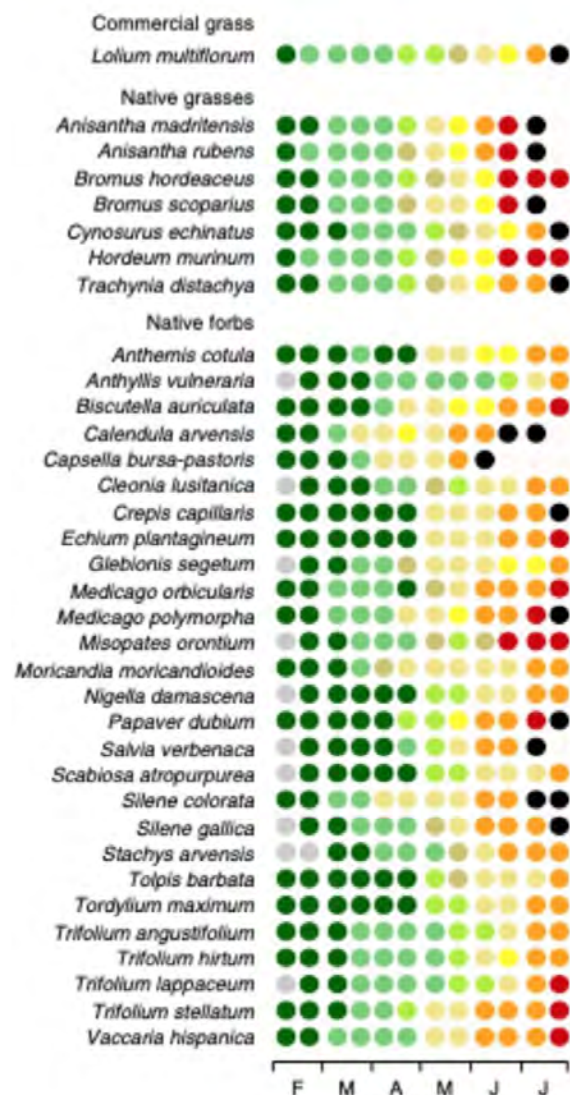 Commercial grass
Lolium multiflorum
Native grasses
Anisantha madritensis
Anisantha rubens
Bromus hordeaceus
Bromus scoparius
Cynosurus echinatus
Hordeum murinum
Trachynia distachya
Native forbs
Anthemis cotula
Anthyllis vulneraria
Biscutella auriculata
Calendula arvensis
Capsella bursa-pastoris
Cleonia lusitanica
Crepis capillaris
Echium plantagineum
Glebionis segetum
Medicago orbicularis
Medicago polymorpha
Misopates orontium
Moricandia moricandioides
Nigella damascena
Papaver dubium
Salvia verbenaca
Scabiosa atropurpurea
Silene colorata
Silene gallica
Stachys arvensis
Tolpis barbata
Tordylium maximum
Trifolium angustifolium
Trifolium hirtum
Trifolium lappaceum
Trifolium stellatum
Vaccaria hispanica
F M A M J J